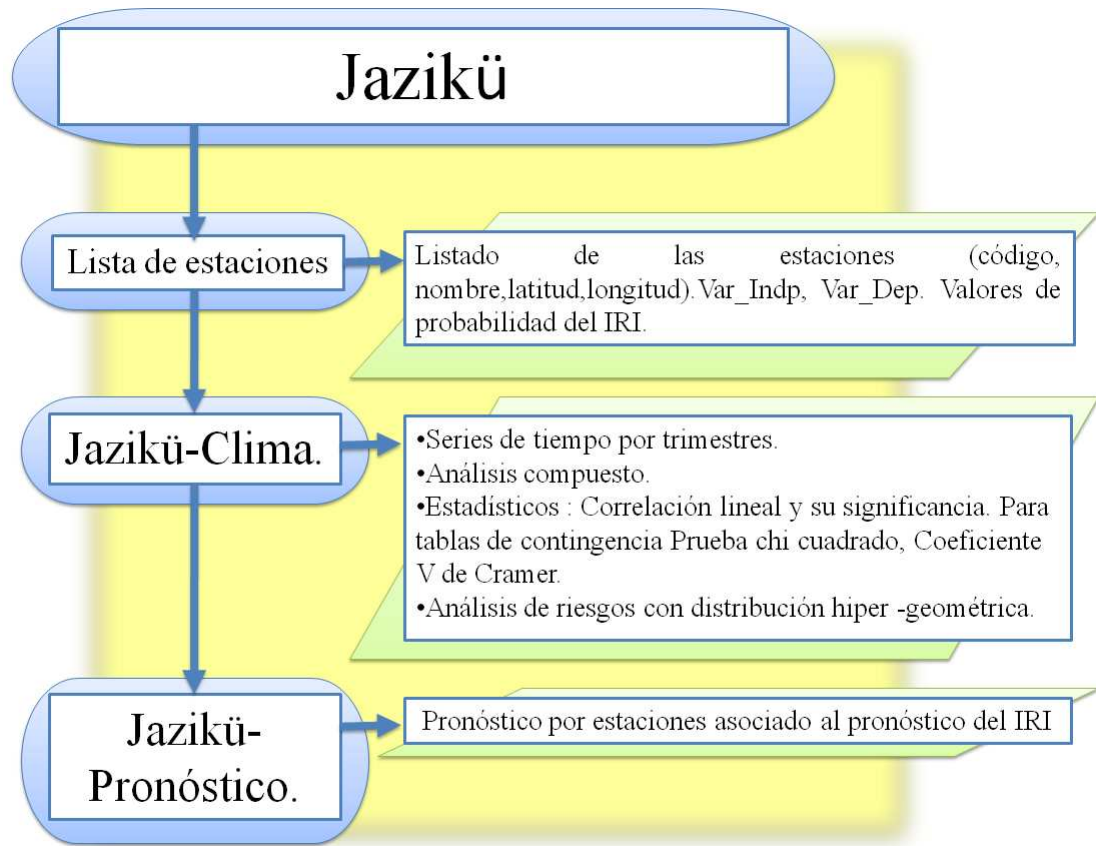 Jazikü
Lista de estaciones
Listado de las estaciones (código,
nombre,latitud,longitud).Var_Indp, Var_Dep. Valores de
probabilidad del IRI.
Jazikü-Clima.
•Series de tiempo por trimestres.
•Análisis compuesto.
•Estadísticos : Correlación lineal y su significancia. Para
tablas de contingencia Prueba chi cuadrado, Coeficiente
V de Cramer.
•Análisis de riesgos con distribución hiper -geométrica.
Jazikü-
Pronóstico.
Pronóstico por estaciones asociado al pronóstico del IRI